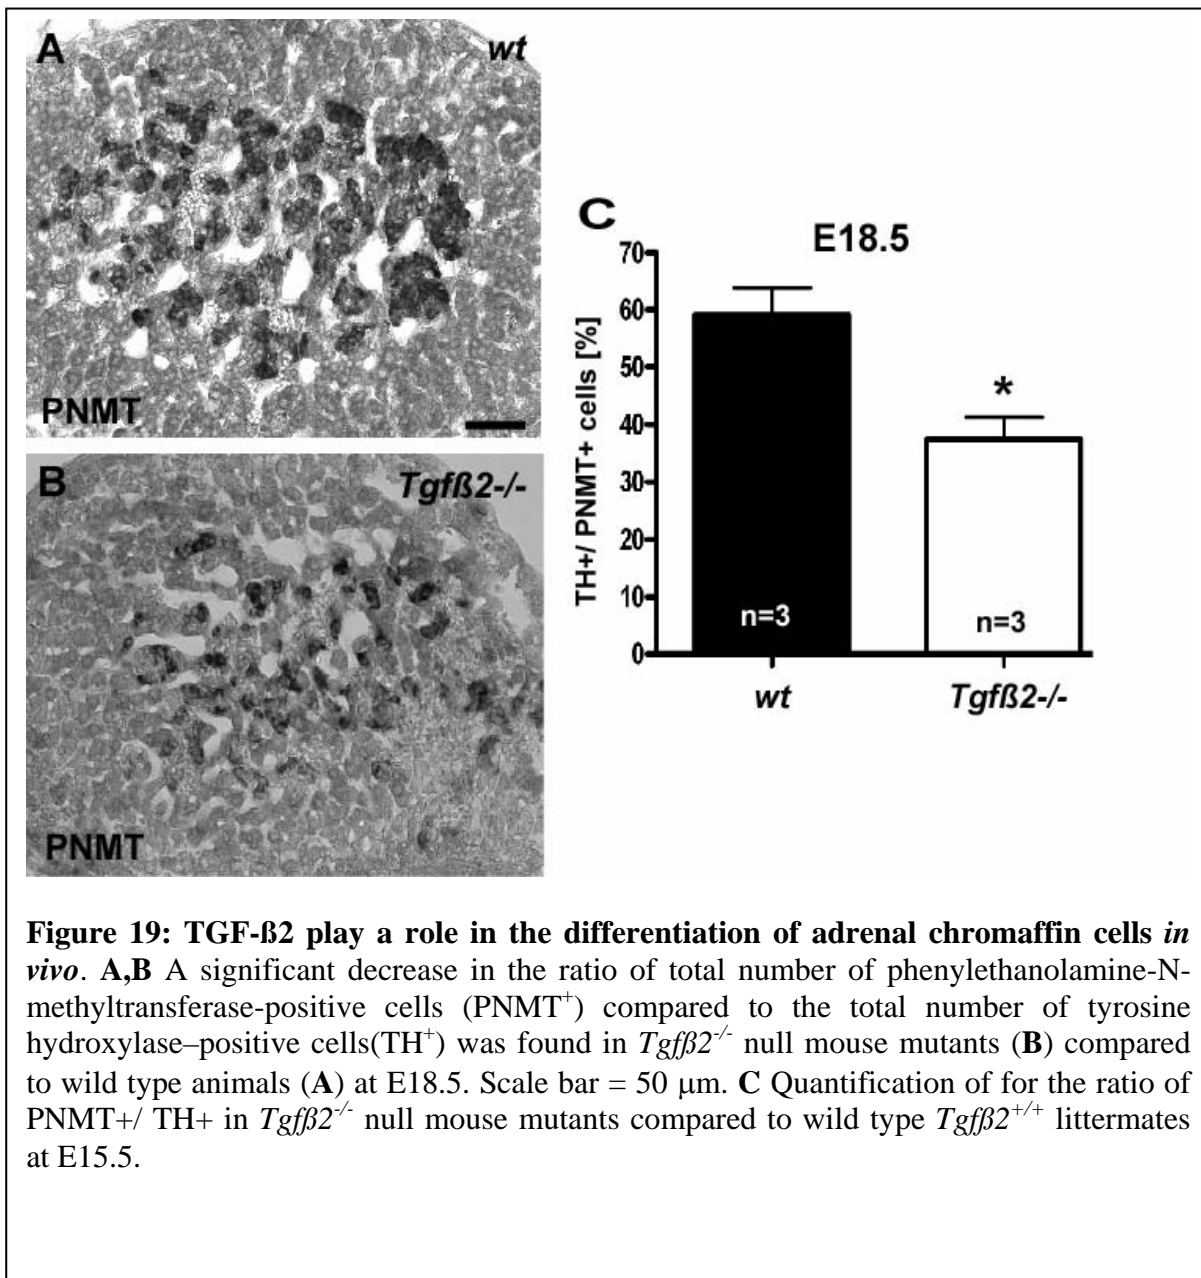 A
wt
PNMT
B
Tgfß2-/-
PNMT
C
E18.5
TH+/ PNMT+ cells [%]
70
60
50
40
30
20
10
0
*
n=3
n=3
wt
Tgfß2-/-
Figure 19: TGF-ß2 play a role in the differentiation of adrenal chromaffin cells in
vivo. A,B A significant decrease in the ratio of total number of phenylethanolamine-N-
methyltransferase-positive cells (PNMT⁺) compared to the total number of tyrosine
hydroxylase–positive cells(TH⁺) was found in Tgfß2⁻/⁻ null mouse mutants (B) compared
to wild type animals (A) at E18.5. Scale bar = 50 μm. C Quantification of for the ratio of
PNMT+/ TH+ in Tgfß2⁻/⁻ null mouse mutants compared to wild type Tgfß2⁺/⁺ littermates
at E15.5.